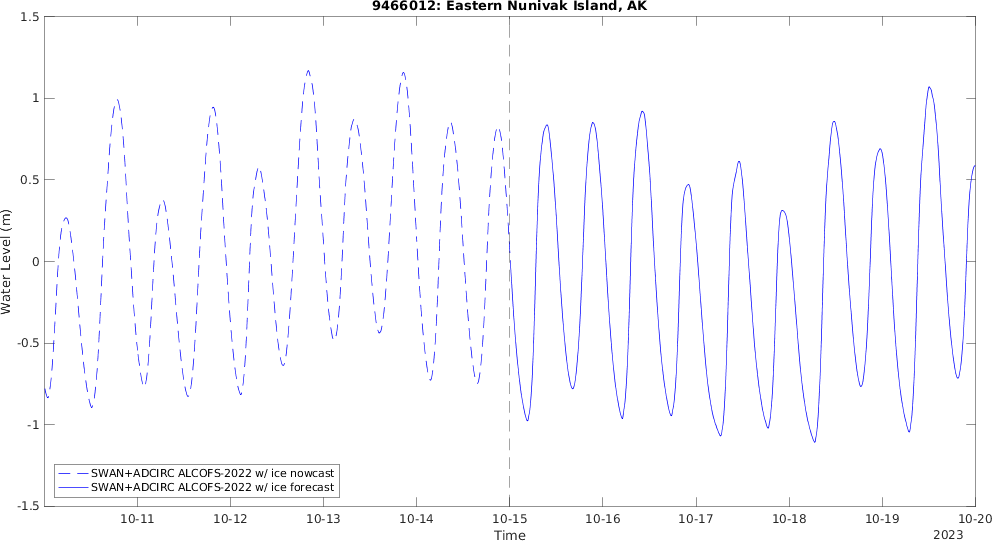 9466012: Eastern Nunivak Island, AK
1.5
1
0.5
0
-0.5
-1
-1.5
Water Level (m)
SWAN+ADCIRC ALCOFS-2022 w/ ice nowcast
SWAN+ADCIRC ALCOFS-2022 w/ ice forecast
10-11 10-12 10-13 10-14 10-15 10-16 10-17 10-18 10-19 10-20
Time
2023